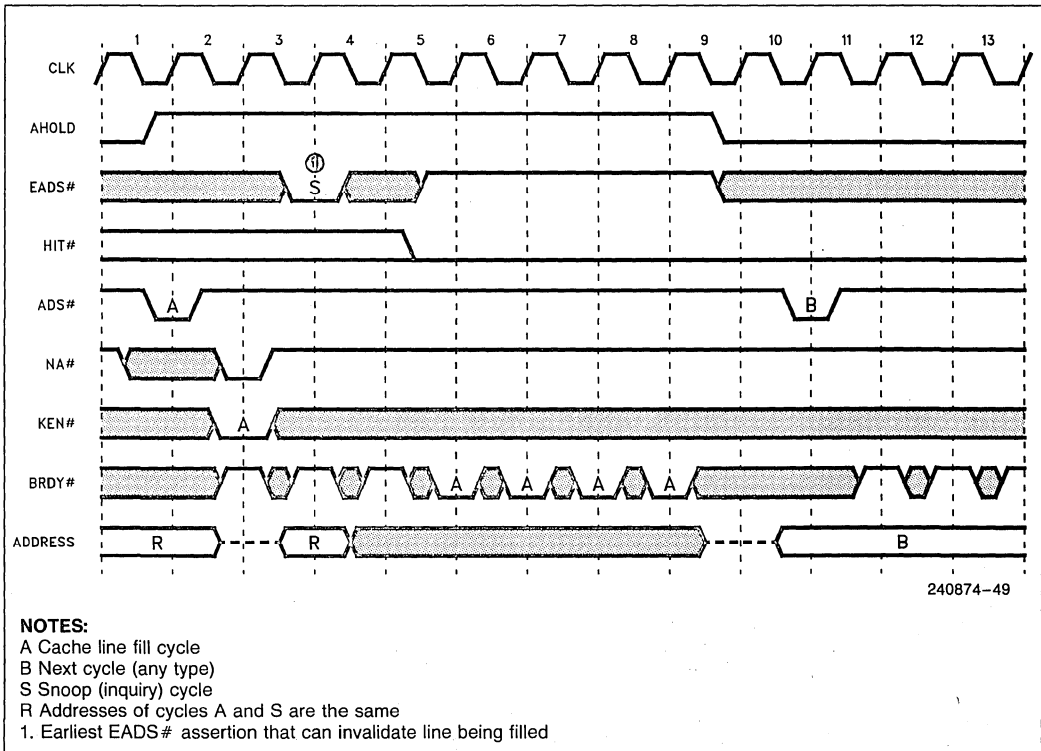 1 2 3 4 5 6 7 8 9 10 11 12 13
CLK
AHOLD
1
EADS# S
HIT#
ADS# A B
NA#
KEN# A
BRDY# A A A A
ADDRESS R R B
240874–49
NOTES:
A Cache line fill cycle
B Next cycle (any type)
S Snoop (inquiry) cycle
R Addresses of cycles A and S are the same
1. Earliest EADS# assertion that can invalidate line being filled